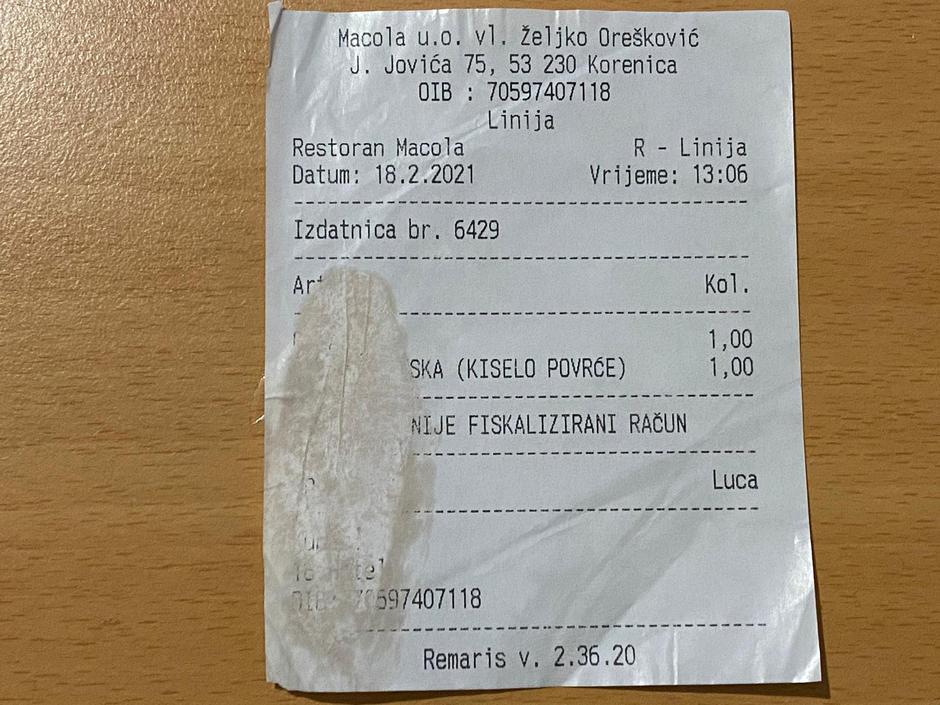 Macola u.o. vl. Željko Orešković
J. Jovića 75, 53 230 Korenica
OIB : 70597407118
Linija
Restoran Macola R - Linija
Datum: 18.2.2021 Vrijeme: 13:06
Izdatnica br. 6429
Kol.
1,00
(KISELO POVRĆE) 1,00
NIJE FISKALIZIRANI RAČUN
Luca
OIB: 70597407118
Remaris v. 2.36.20